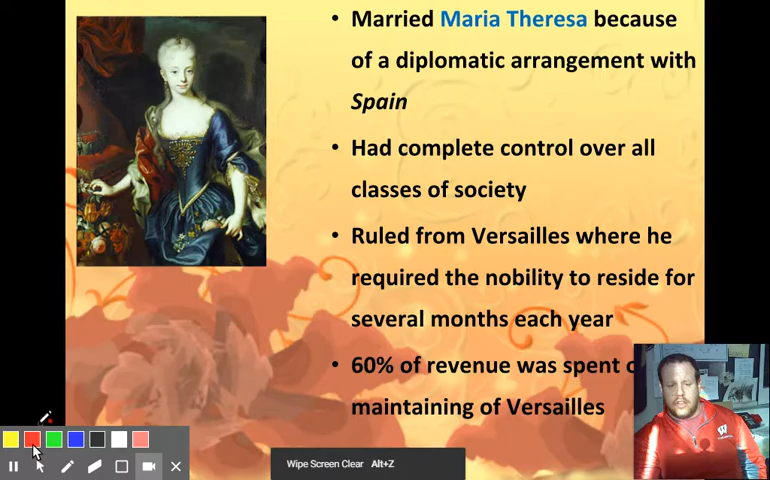 • Married Maria Theresa because
of a diplomatic arrangement with
Spain
• Had complete control over all
classes of society
• Ruled from Versailles where he
required the nobility to reside for
several months each year
• 60% of revenue was spent
maintaining of Versailles
Wipe Screen Clear Alt+Z
W